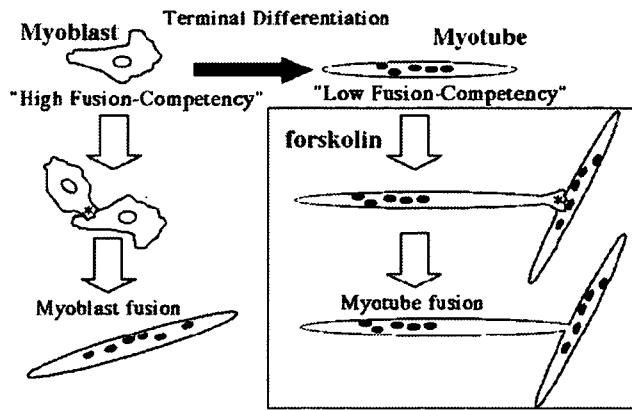 Terminal Differentiation
Myoblast
Myotube
"High Fusion-Competency"
"Low Fusion-Competency"
forskolin
*
*
Myoblast fusion
Myotube fusion